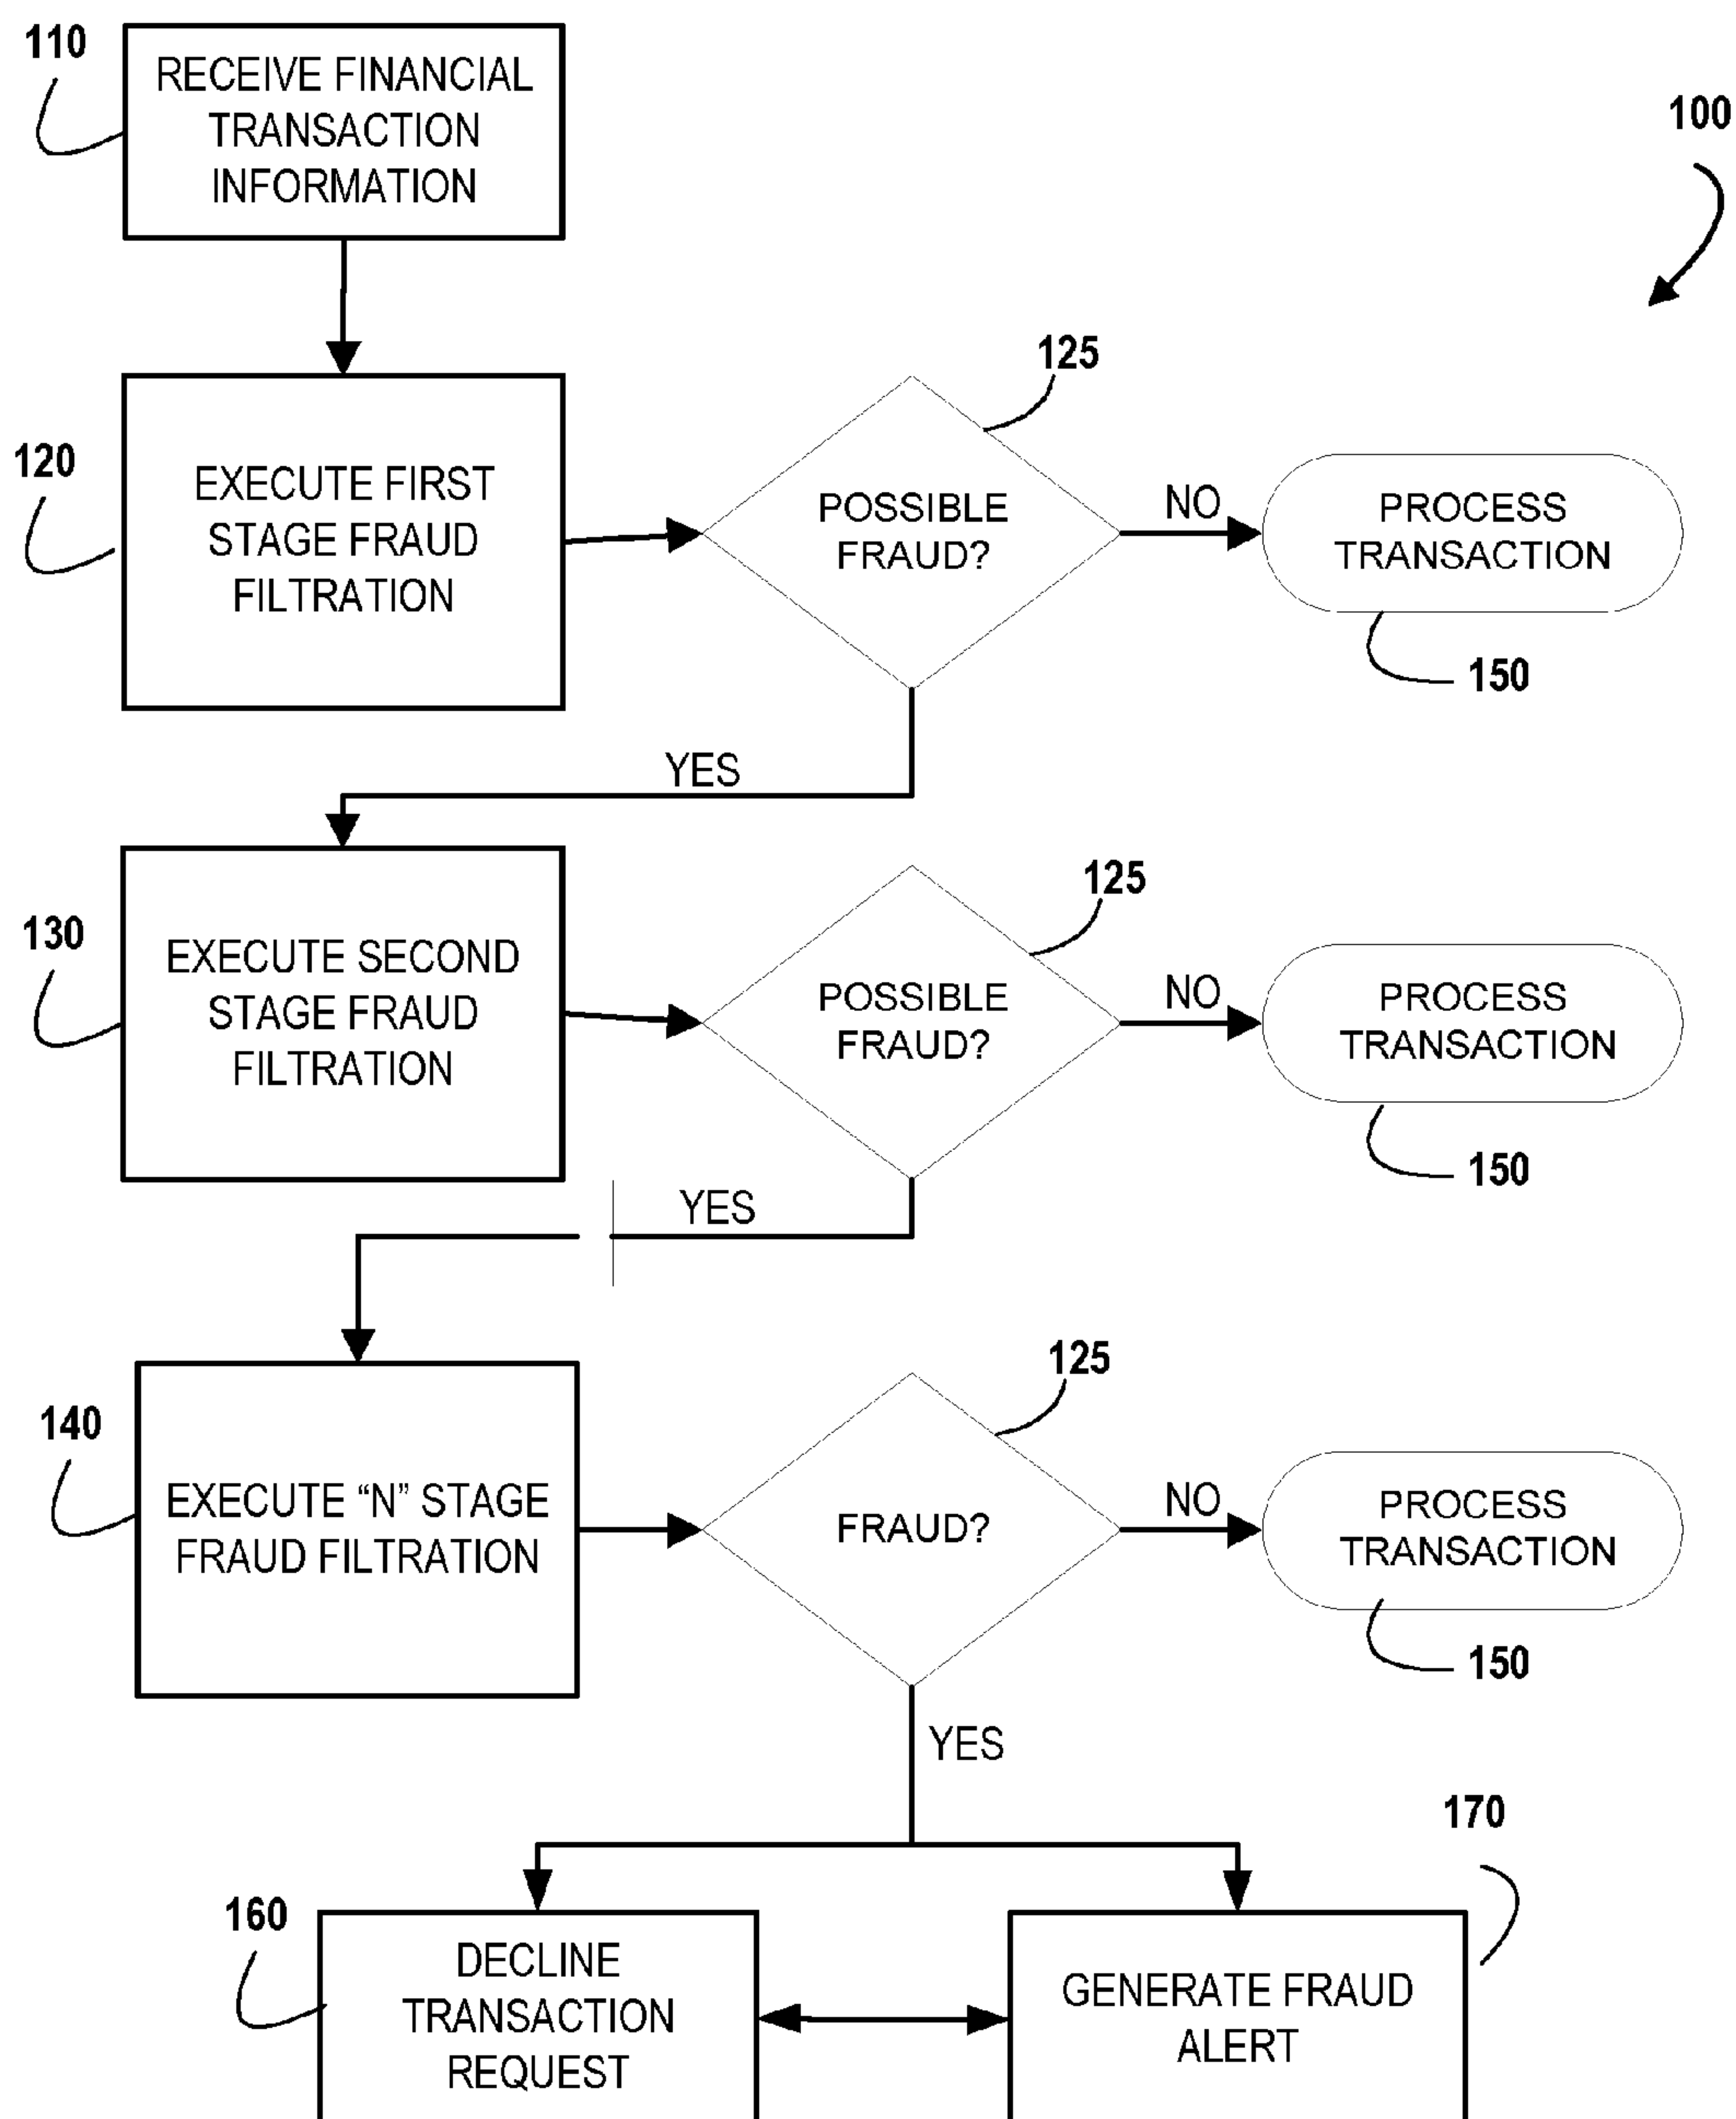 110
RECEIVE FINANCIAL
TRANSACTION
INFORMATION
100
120
EXECUTE FIRST
STAGE FRAUD
FILTRATION
125
POSSIBLE
FRAUD?
NO
PROCESS
TRANSACTION
150
YES
130
EXECUTE SECOND
STAGE FRAUD
FILTRATION
125
POSSIBLE
FRAUD?
NO
PROCESS
TRANSACTION
150
YES
140
EXECUTE “N” STAGE
FRAUD FILTRATION
125
FRAUD?
NO
PROCESS
TRANSACTION
150
YES
160
DECLINE
TRANSACTION
REQUEST
170
GENERATE FRAUD
ALERT